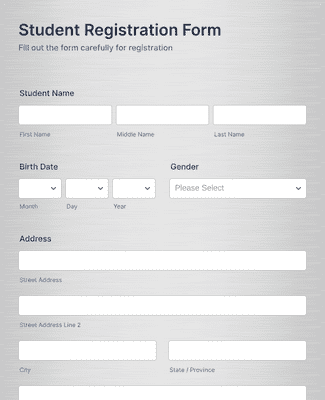 Student Registration Form
Fill out the form carefully for registration
Student Name
First Name Middle Name Last Name
Birth Date Gender
Please Select
Month Day Year
Address
Street Address
Street Address Line 2
City State / Province